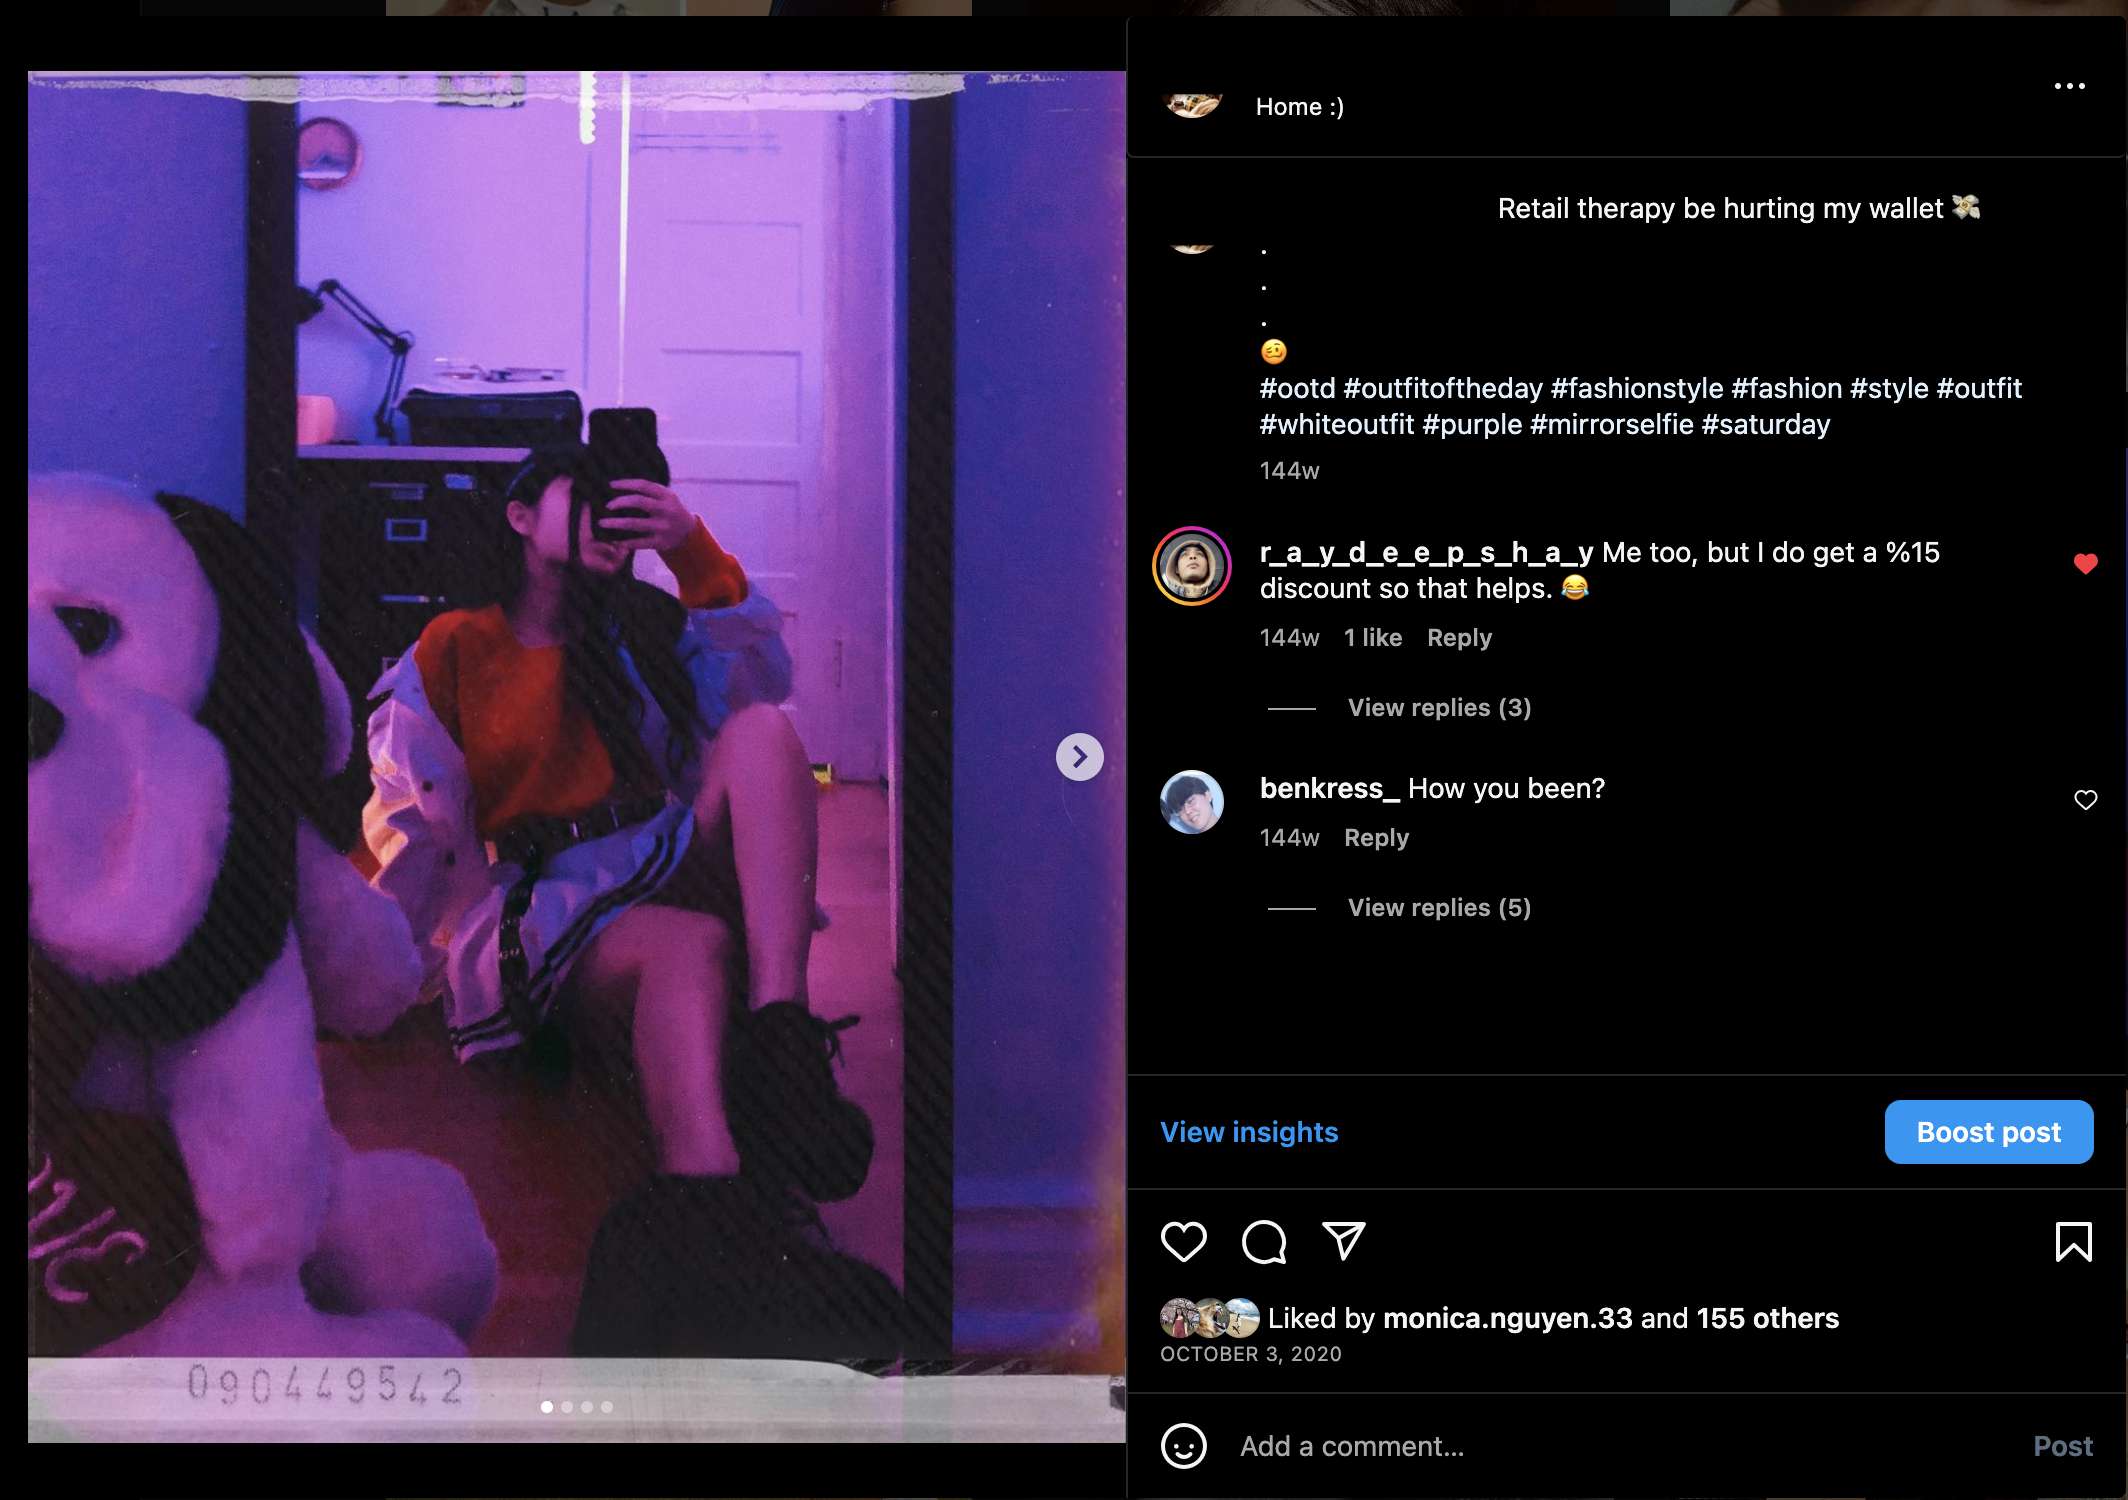 Home :)
Retail therapy be hurting my wallet 💸
.
.
.
🥴
#ootd #outfitoftheday #fashionstyle #fashion #style #outfit
#whiteoutfit #purple #mirrorselfie #saturday
144w
r_a_y_d_e_e_p_s_h_a_y Me too, but I do get a %15
discount so that helps. 😂
144w 1 like Reply
View replies (3)
benkress_ How you been?
144w Reply
View replies (5)
View insights
Boost post
Liked by monica.nguyen.33 and 155 others
OCTOBER 3, 2020
Add a comment...
Post
090449542